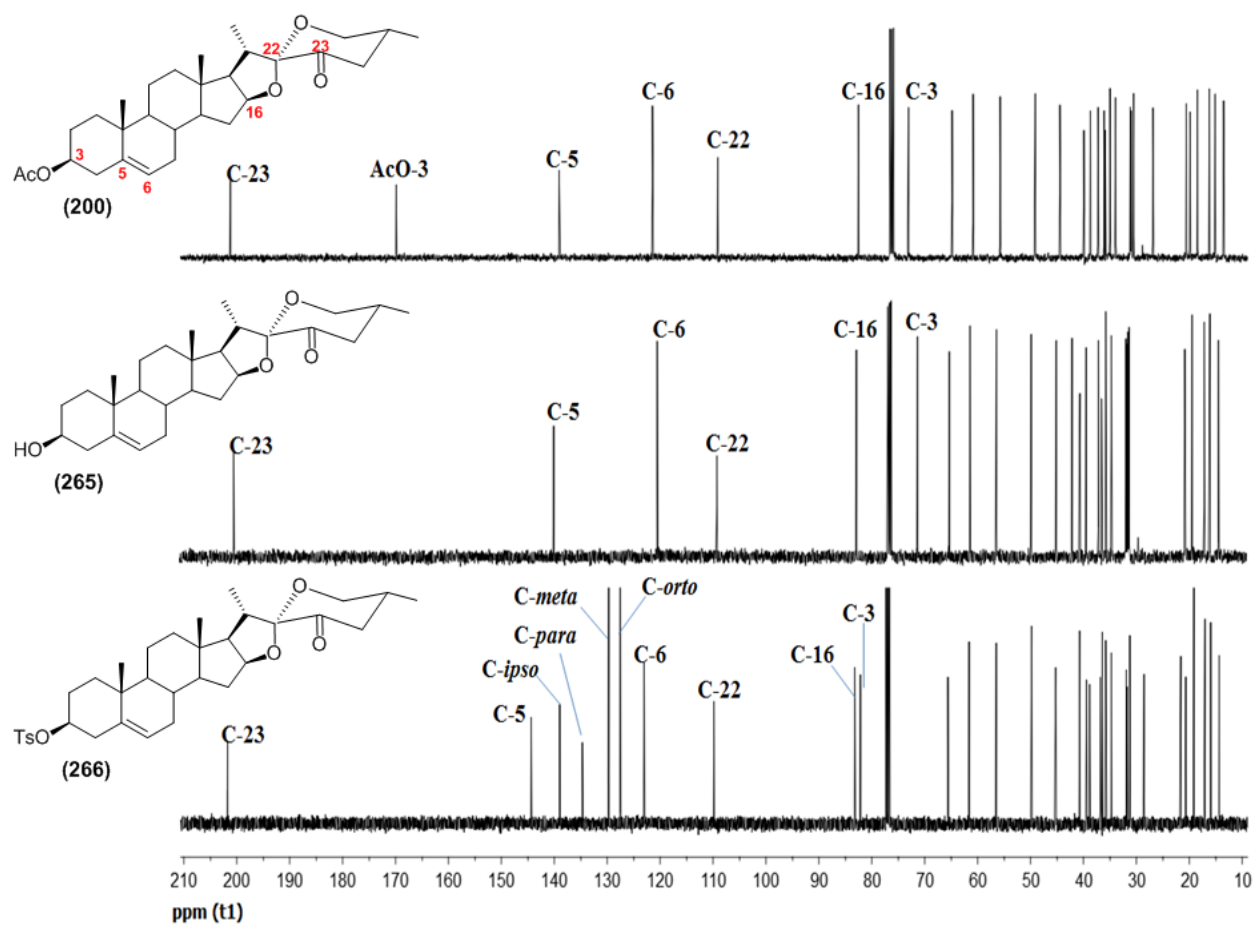 O
22
23
O
O
16
3
5
6
AcO
(200)
C-23
AcO-3
C-5
C-6
C-22
C-16
C-3
O
O
O
HO
(265)
C-23
C-5
C-6
C-22
C-16
C-3
O
O
O
TsO
(266)
C-23
C-5
C-ipso
C-para
C-meta
C-orto
C-6
C-22
C-16
C-3
210 200 190 180 170 160 150 140 130 120 110 100 90 80 70 60 50 40 30 20 10
ppm (t1)